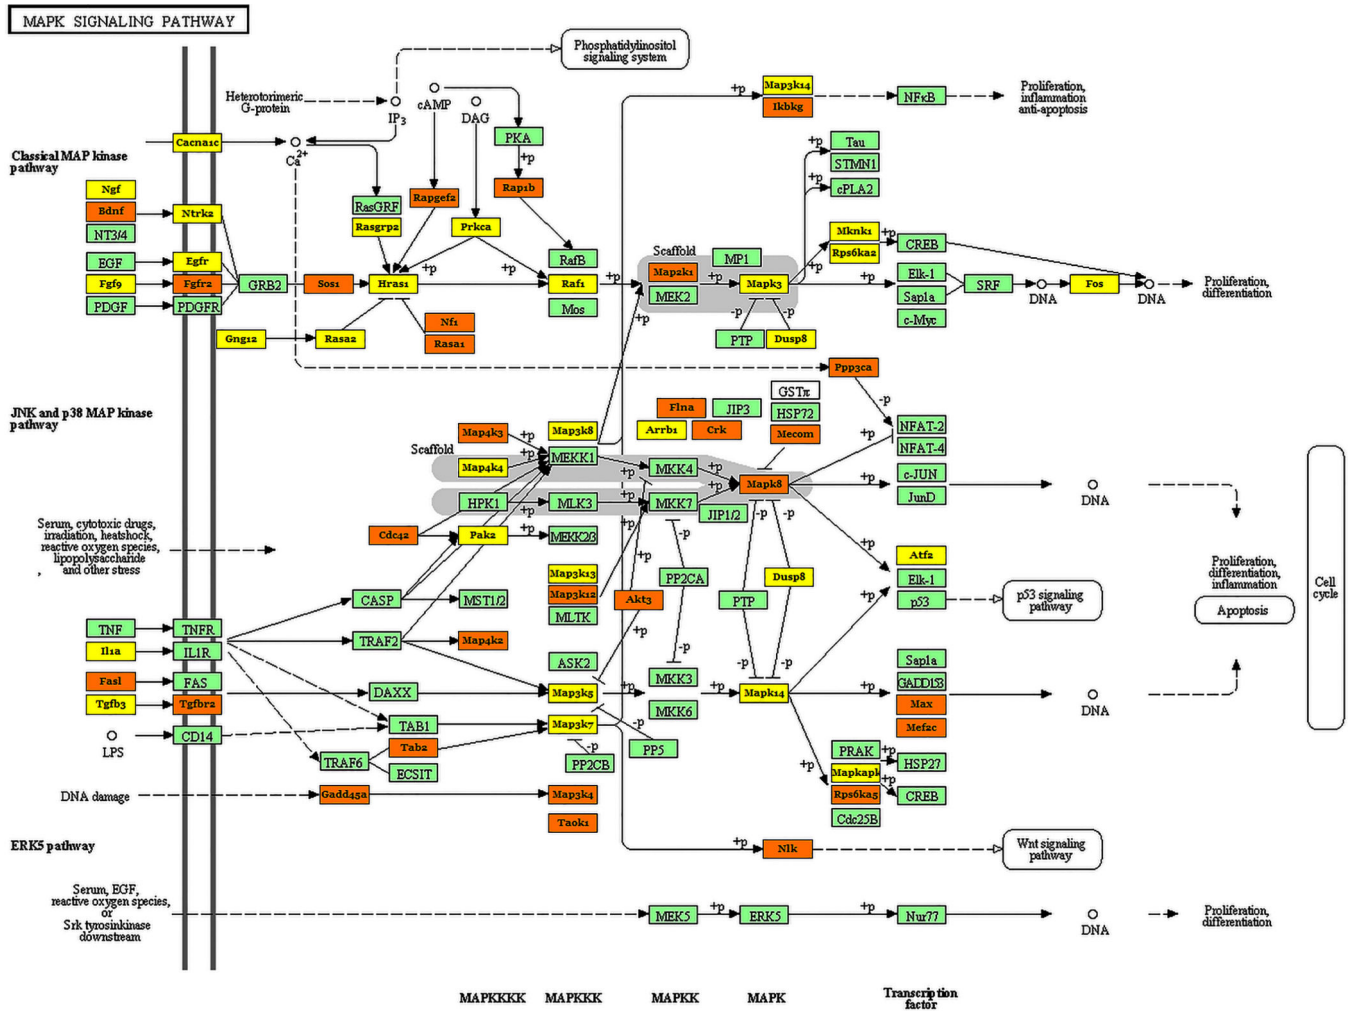 MAPK SIGNALING PATHWAY
Phosphatidylinositol
signaling system
Heterotorimeric
G-protein
IP3
cAMP
DAG
PKA
+p
Map3k14
Ikbkg
+p
NFκB
Proliferation,
inflammation
anti-apoptosis
Cacna1c
Ca2+
Classical MAP kinase
pathway
Ngf
Bdnf
NT3/4
EGF
Fgf9
PDGF
Ntrk2
Egfr
Fgfr2
PDGFR
GRB2
Sos1
RasGRF
Rasgrp2
Rapgef2
Prkca
Rap1b
Hras1
+p
+p
RafB
Raf1
Mos
+p
Gng12
Rasa2
Nf1
Rasa1
Scaffold
Map2k1
MEK2
MP1
+p
+p
Mapk3
-p
-p
PTP
Dusp8
+p
+p
Tau
STMN1
cPLA2
+p
Mknk1
Rps6ka2
+p
CREB
+p
Elk-1
Sap1a
c-Myc
SRF
DNA
Fos
DNA
Proliferation,
differentiation
Ppp3ca
-p
JNK and p38 MAP kinase
pathway
Scaffold
Map4k3
+p
Map4k4
+p
HPK1
+p
Cdc42
Pak2
+p
Map3k8
MEKK1
MLK3
MEKK2/3
Map3k13
Map3k12
MLTK
+p
+p
+p
MKK4
MKK7
+p
+p
Flna
JIP3
Arrb1
Crk
GSTπ
HSP72
Mecom
Mapk8
JIP1/2
-p
-p
-p
+p
+p
NFAT-2
NFAT-4
c-JUN
JunD
DNA
PP2CA
PTP
Dusp8
Akt3
+p
+p
Atf2
Elk-1
p53
p53 signaling
pathway
Proliferation,
differentiation,
inflammation
Apoptosis
Cell
cycle
Serum, cytotoxic drugs,
irradiation, heatshock,
reactive oxygen species,
lipopolysaccharide
and other stress
,
TNF
TNFR
Il1a
IL1R
Fasl
FAS
Tgfb3
Tgfbr2
LPS
CD14
CASP
MST1/2
TRAF2
Map4k2
DAXX
TAB1
Tab2
TRAF6
ECSIT
ASK2
Map3k5
+p
Map3k7
-p
PP2CB
-p
PP5
MKK3
MKK6
-p
+p
Mapk14
-p
-p
+p
+p
+p
Sap1a
GADD153
Max
Mef2c
DNA
PRAK
+p
HSP27
Mapkapk
+p
Rps6ka5
CREB
Cdc25B
DNA damage
Gadd45a
Map3k4
Taok1
+p
Nlk
Wnt signaling
pathway
ERK5 pathway
Serum, EGF,
reactive oxygen species,
or
Srk tyrosinkinase
downstream
MEK5
+p
ERK5
+p
Nur77
DNA
Proliferation,
differentiation
MAPKKKK
MAPKKK
MAPKK
MAPK
Transcription
factor